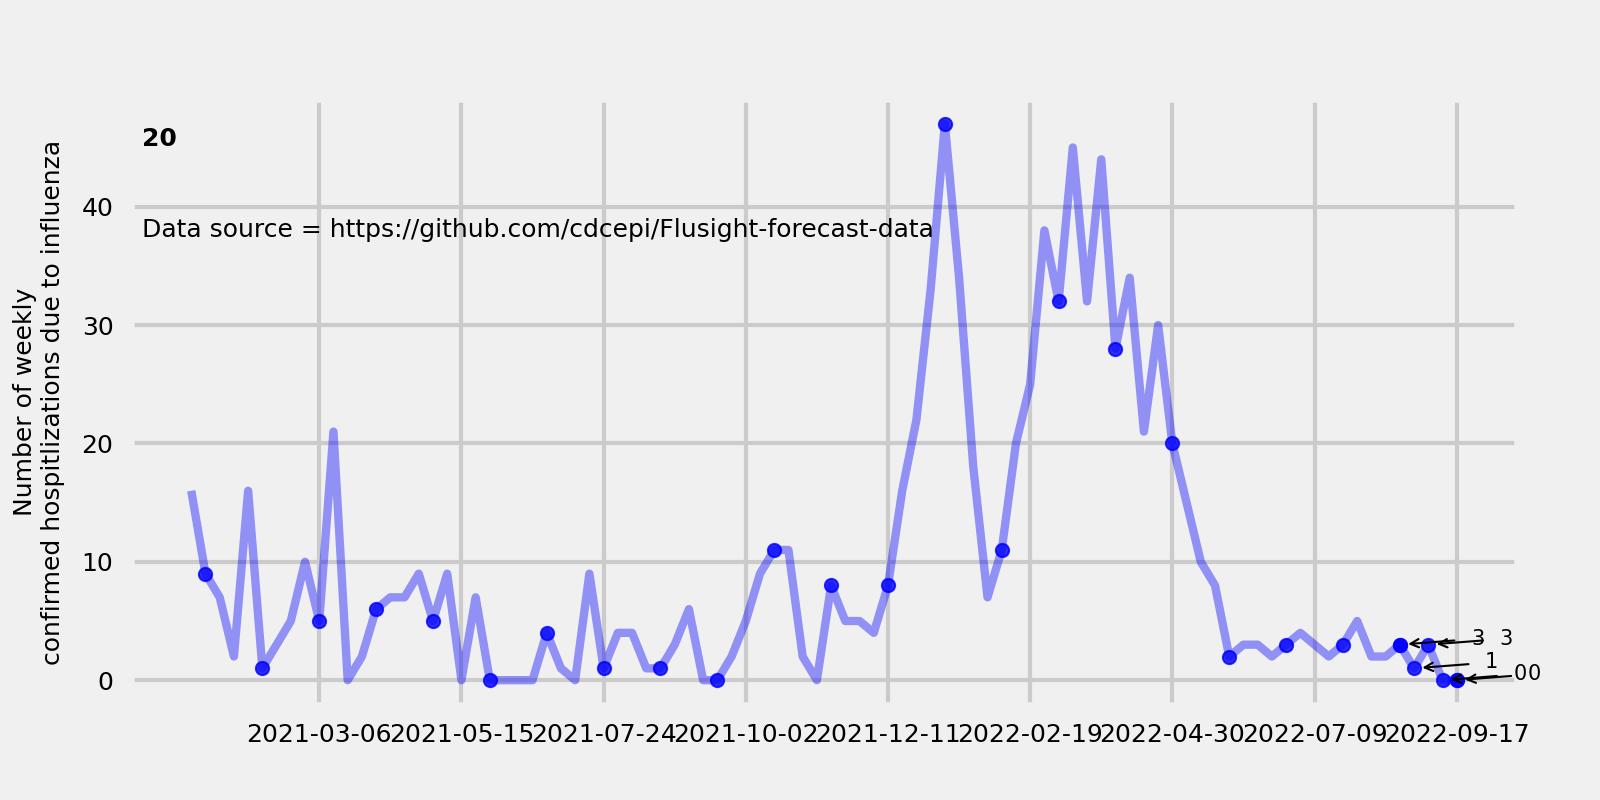 20
Data source = https://github.com/cdcepi/Flusight-forecast-data
Number of weekly
confirmed hospitlizations due to influenza
40
30
20
10
0
3 3
1
00
2021-03-06 2021-05-15 2021-07-24 2021-10-02 2021-12-11 2022-02-19 2022-04-30 2022-07-09 2022-09-17